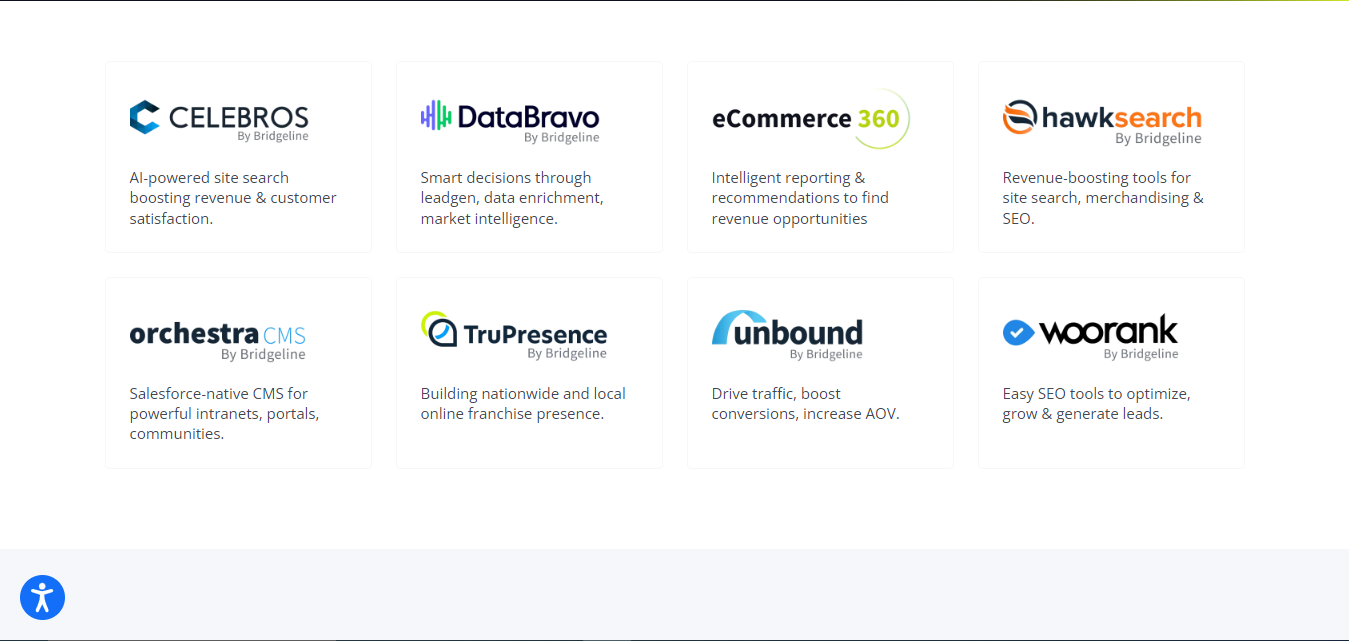 CELEBROS
By Bridgeline
AI-powered site search
boosting revenue & customer
satisfaction.
DataBravo
By Bridgeline
Smart decisions through
leadgen, data enrichment,
market intelligence.
eCommerce 360
Intelligent reporting &
recommendations to find
revenue opportunities
hawksearch
By Bridgeline
Revenue-boosting tools for
site search, merchandising &
SEO.
orchestra CMS
By Bridgeline
Salesforce-native CMS for
powerful intranets, portals,
communities.
TruPresence
By Bridgeline
Building nationwide and local
online franchise presence.
unbound
By Bridgeline
Drive traffic, boost
conversions, increase AOV.
woorank
By Bridgeline
Easy SEO tools to optimize,
grow & generate leads.